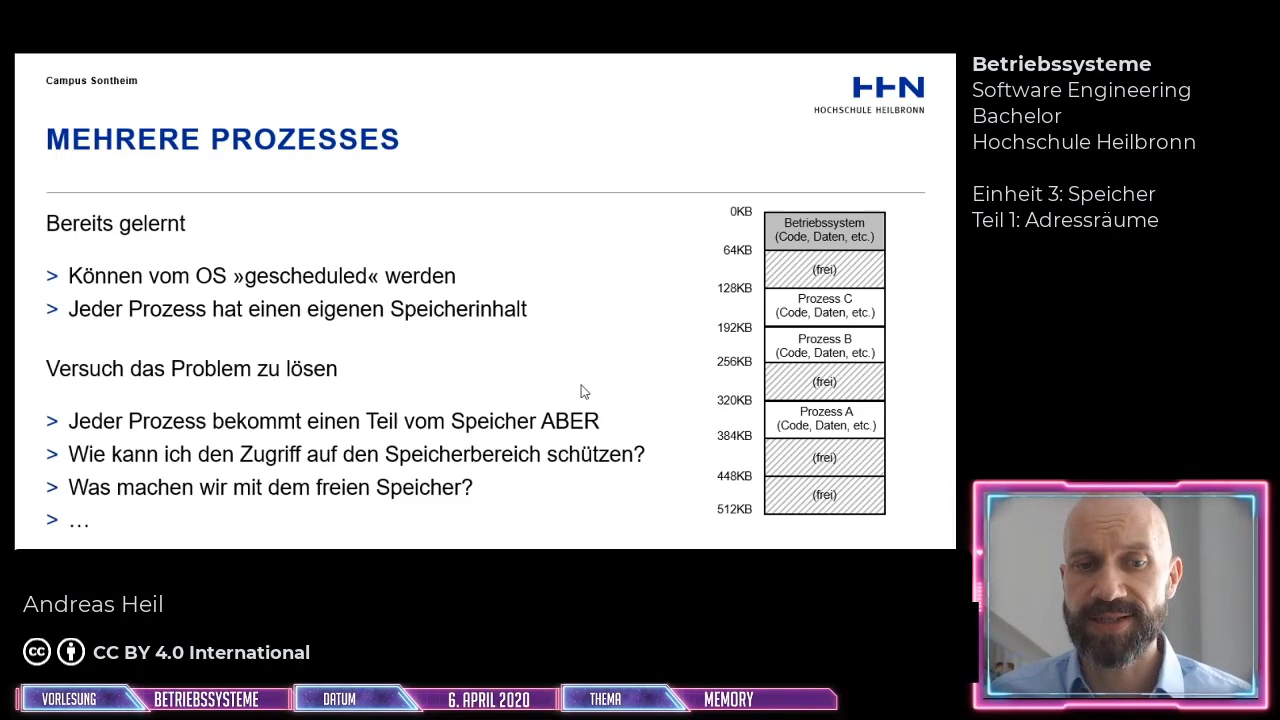 Campus Sontheim
HHN
HOCHSCHULE HEILBRONN
MEHRERE PROZESSES
Bereits gelernt
> Können vom OS »gescheduled« werden
> Jeder Prozess hat einen eigenen Speicherinhalt
Versuch das Problem zu lösen
> Jeder Prozess bekommt einen Teil vom Speicher ABER
> Wie kann ich den Zugriff auf den Speicherbereich schützen?
> Was machen wir mit dem freien Speicher?
> …
0KB
Betriebssystem
(Code, Daten, etc.)
64KB
(frei)
128KB
Prozess C
(Code, Daten, etc.)
192KB
Prozess B
(Code, Daten, etc.)
256KB
(frei)
320KB
Prozess A
(Code, Daten, etc.)
384KB
(frei)
448KB
(frei)
512KB
Betriebssysteme
Software Engineering
Bachelor
Hochschule Heilbronn
Einheit 3: Speicher
Teil 1: Adressräume
Andreas Heil
cc CC BY 4.0 International
VORLESUNG BETRIEBSSYSTEME DATUM 6. APRIL 2020 THEMA MEMORY